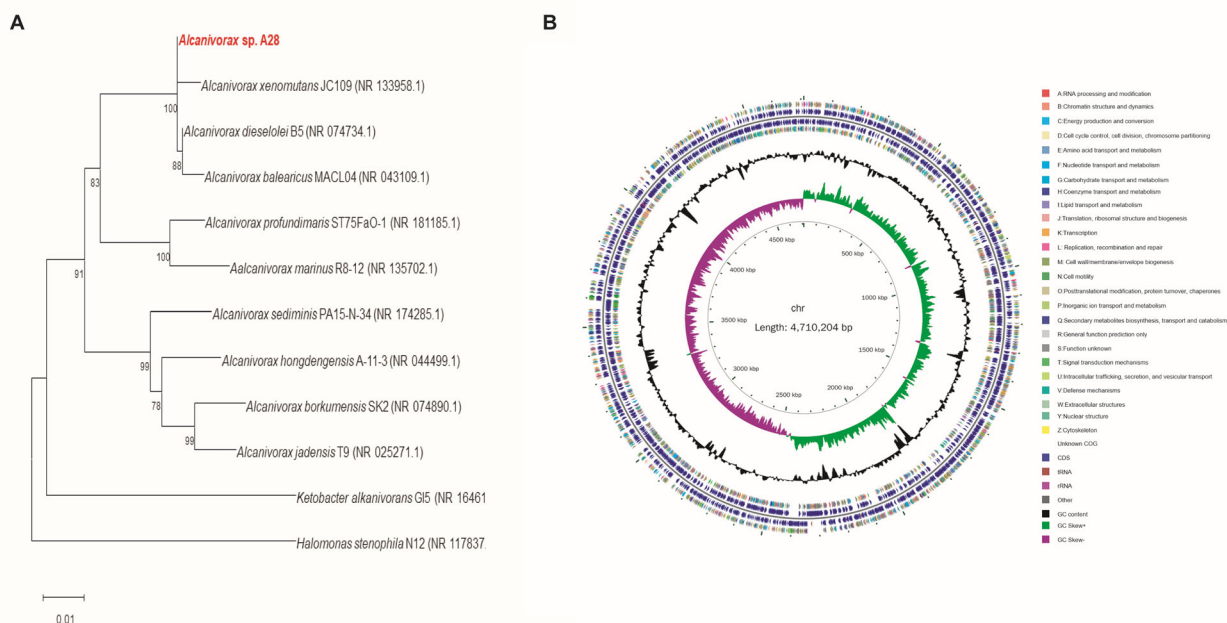 A
Alcanivorax sp. A28
Alcanivorax xenomutans JC109 (NR 133958.1)
100
Alcanivorax dieselolei B5 (NR 074734.1)
88
Alcanivorax balearicus MACL04 (NR 043109.1)
83
Alcanivorax profundimaris ST75FaO-1 (NR 181185.1)
100
Aalcanivorax marinus R8-12 (NR 135702.1)
91
Alcanivorax sediminis PA15-N-34 (NR 174285.1)
Alcanivorax hongdengensis A-11-3 (NR 044499.1)
99
78
Alcanivorax borkumensis SK2 (NR 074890.1)
99
Alcanivorax jadensis T9 (NR 025271.1)
Ketobacter alkanivorans GI5 (NR 16461
Halomonas stenophila N12 (NR 117837.
0.01
B
4500 kbp
500 kbp
4000 kbp
1000 kbp
chr
3500 kbp
Length: 4,710,204 bp
1500 kbp
3000 kbp
2000 kbp
2500 kbp
A:RNA processing and modification
B:Chromatin structure and dynamics
C:Energy production and conversion
D:Cell cycle control, cell division, chromosome partitioning
E:Amino acid transport and metabolism
F:Nucleotide transport and metabolism
G:Carbohydrate transport and metabolism
H:Coenzyme transport and metabolism
I:Lipid transport and metabolism
J:Translation, ribosomal structure and biogenesis
K:Transcription
L: Replication, recombination and repair
M: Cell wall/membrane/envelope biogenesis
N:Cell motility
O:Posttranslational modification, protein turnover, chaperones
P:Inorganic ion transport and metabolism
Q:Secondary metabolites biosynthesis, transport and catabolism
R:General function prediction only
S:Function unknown
T:Signal transduction mechanisms
U:Intracellular trafficking, secretion, and vesicular transport
V:Defense mechanisms
W:Extracellular structures
Y:Nuclear structure
Z:Cytoskeleton
Unknown COG
CDS
tRNA
rRNA
Other
GC content
GC Skew+
GC Skew-